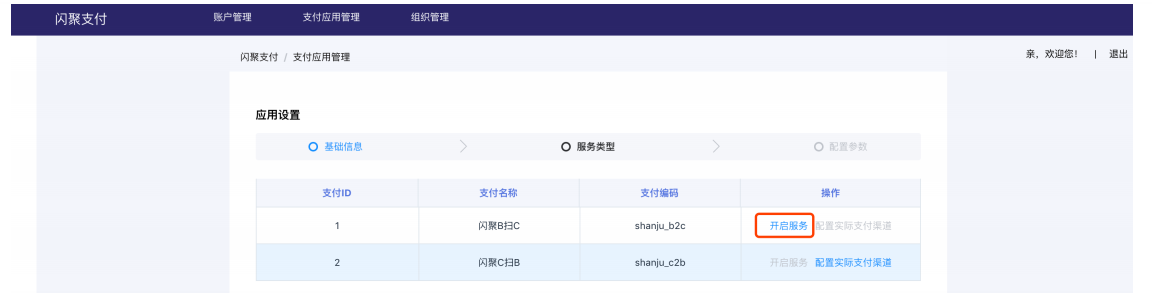 闪聚支付 账户管理 支付应用管理 组织管理
闪聚支付 / 支付应用管理 亲，欢迎您! | 退出
应用设置
基础信息 服务类型 配置参数
支付ID 支付名称 支付编码 操作
1 闪聚B扫C shanju_b2c 开启服务 配置实际支付渠道
2 闪聚C扫B shanju_c2b 开启服务 配置实际支付渠道